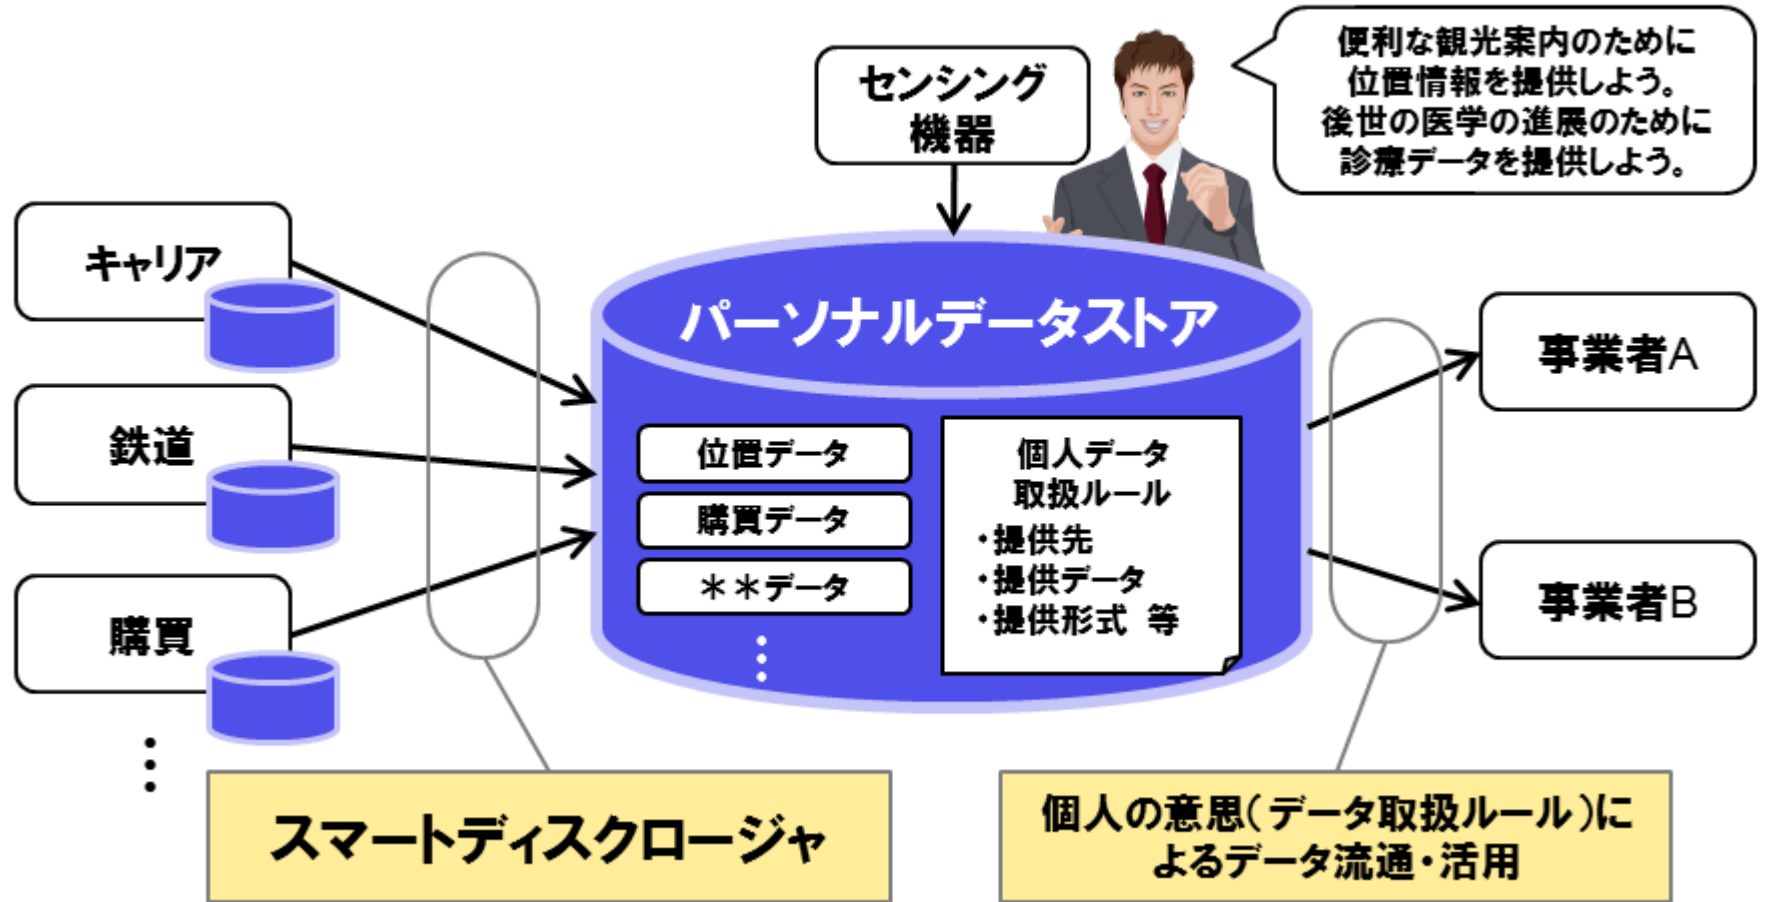 便利な観光案内のために
位置情報を提供しよう。
後世の医学の進展のために
診療データを提供しよう。
センシング
機器
キャリア
鉄道
購買
パーソナルデータストア
位置データ
購買データ
＊＊データ
個人データ
取扱ルール
・提供先
・提供データ
・提供形式 等
事業者A
事業者B
スマートディスクロージャ
個人の意思（データ取扱ルール）に
よるデータ流通・活用